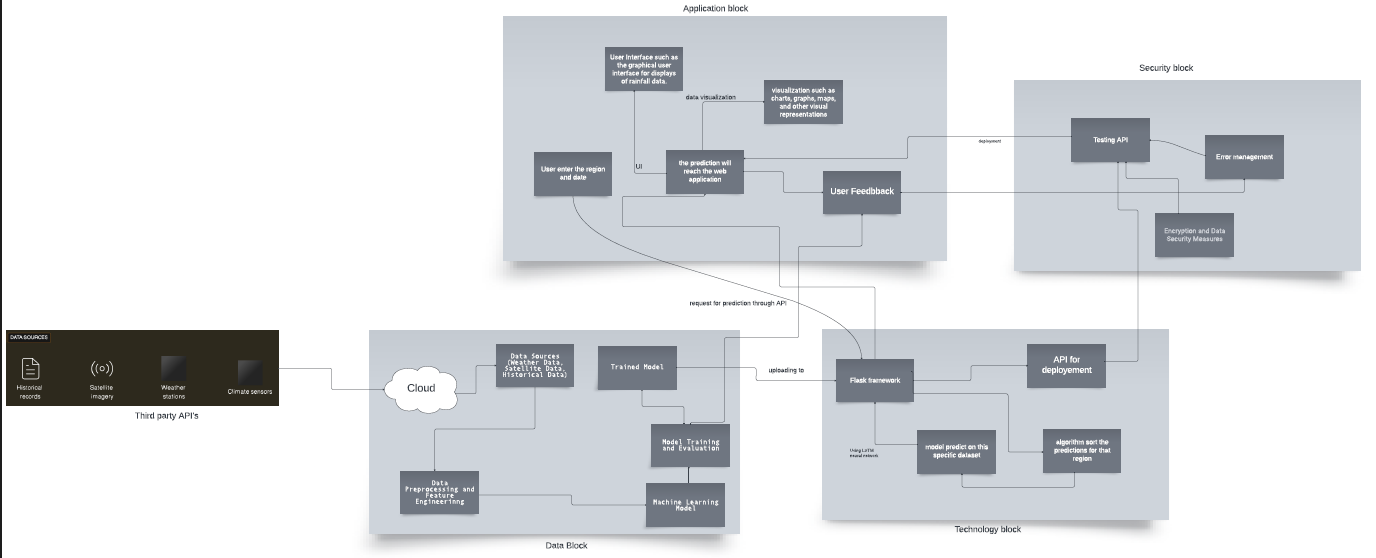 Application block
User Interface such as
the graphical user
interface for displays
of rainfall data.
data visualization
visualization such as
charts, graphs, maps,
and other visual
representations
UI
User enter the region
and date
the prediction will
reach the web
application
User Feedbback
Security block
deployment
Testing API
Error management
Encryption and Data
Security Measures
request for prediction through API
DATA SOURCES
Historical
records
Satellite
imagery
Weather
stations
Climate sensors
Third party API's
Cloud
Data Sources
(Weather Data,
Satellite Data,
Historical Data)
Trained Model
uploading to
Model Training
and Evaluation
Data
Preprocessing and
Feature
Engineerinng
Machine Learning
Model
Data Block
Flask framework
API for
deployement
Using LSTM
neural network
model predict on this
specific dataset
algorithm sort the
predictions for that
region
Technology block